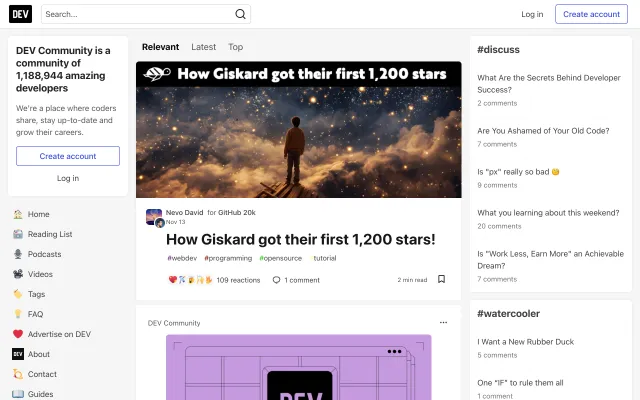 DEV
Search...
Log in
Create account
DEV Community is a
community of
1,188,944 amazing
developers
We're a place where coders
share, stay up-to-date and
grow their careers.
Create account
Log in
Home
Reading List
Podcasts
Videos
Tags
FAQ
Advertise on DEV
DEV
About
Contact
Guides
Relevant
Latest
Top
How Giskard got their first 1,200 stars
Nevo David for GitHub 20k
Nov 13
How Giskard got their first 1,200 stars!
#webdev #programming #opensource tutorial
109 reactions
1 comment
2 min read
DEV Community
DEV
#discuss
What Are the Secrets Behind Developer
Success?
2 comments
Are You Ashamed of Your Old Code?
7 comments
Is "px" really so bad
9 comments
What you learning about this weekend?
20 comments
Is "Work Less, Earn More" an Achievable
Dream?
7 comments
#watercooler
I Want a New Rubber Duck
5 comments
One "IF" to rule them all
1 comment